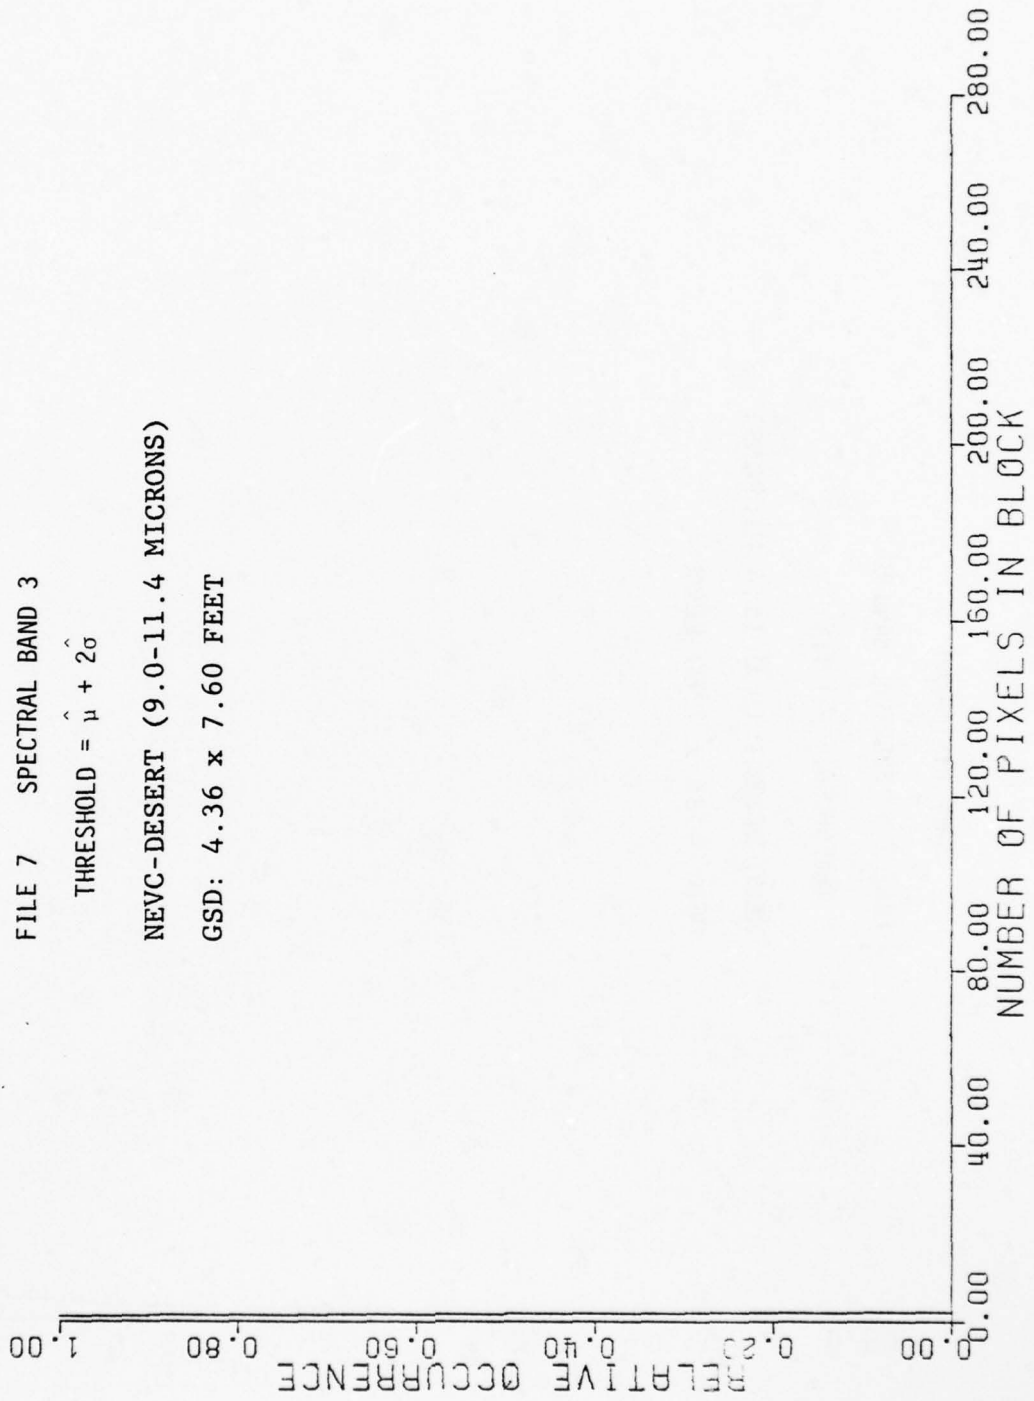 FILE 7 SPECTRAL BAND 3
THRESHOLD = μ̂ + 2σ̂
NEVC-DESERT (9.0-11.4 MICRONS)
GSD: 4.36 x 7.60 FEET
RELATIVE OCCURRENCE
1.00
0.80
0.60
0.40
0.20
0.00
0.00 40.00 80.00 120.00 160.00 200.00 240.00 280.00
NUMBER OF PIXELS IN BLOCK